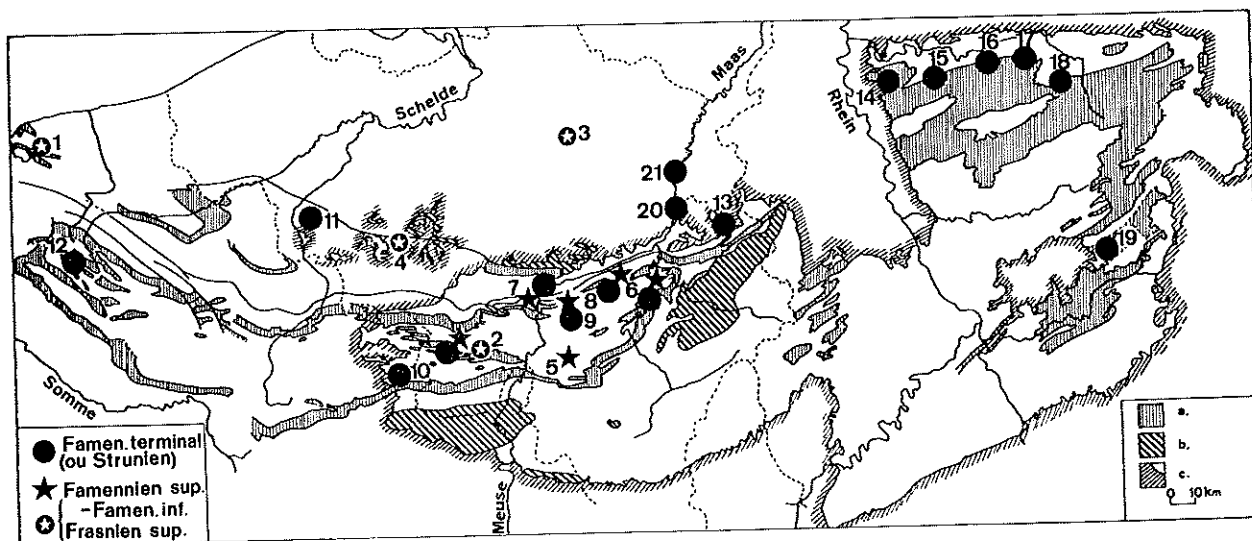 Maas
Schelde
Rhein
16
17
15
18
14
1
3
21
20
13
11
4
12
19
7
8
6
9
2
5
10
Somme
Meuse
Famen. terminal
(ou Strunien)
Famennien sup.
-Famen. inf.
Frasnien sup.
a.
b.
c.
0 10km